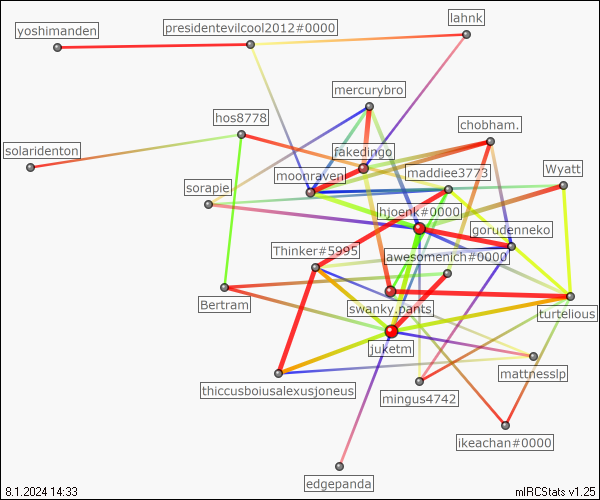 lahnk
presidentevilcool2012#0000
yoshimanden
mercurybro
hos8778
chobham.
solaridenton
fakedingo
moonraven
maddiee3773
Wyatt
sorapie
hjoenk#0000
gorudenneko
Thinker#5995
awesomenich#0000
Bertram
swanky.pants
turtelious
juketm
mattnesslp
thiccusboiusalexusjoneus
mingus4742
ikeachan#0000
edgepanda
8.1.2024 14:33
mIRCStats v1.25